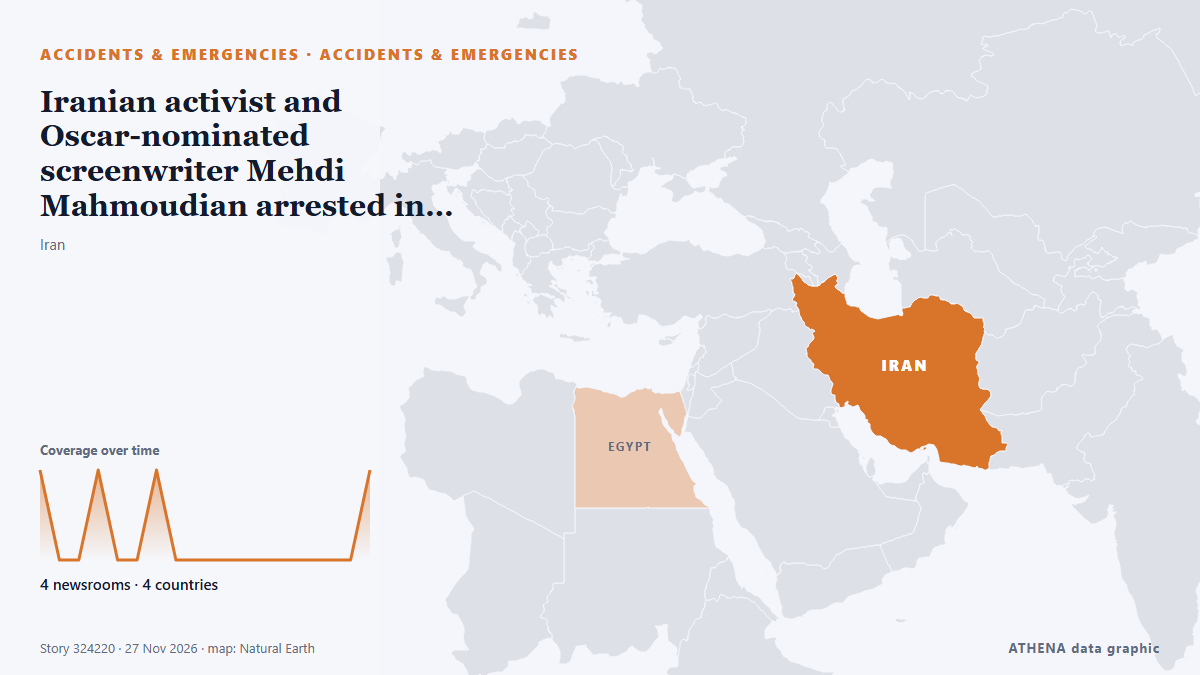 ACCIDENTS & EMERGENCIES · ACCIDENTS & EMERGENCIES
Iranian activist and
Oscar-nominated
screenwriter Mehdi
Mahmoudian arrested in...
Iran
IRAN
EGYPT
Coverage over time
4 newsrooms · 4 countries
Story 324220 · 27 Nov 2026 · map: Natural Earth
ATHENA data graphic